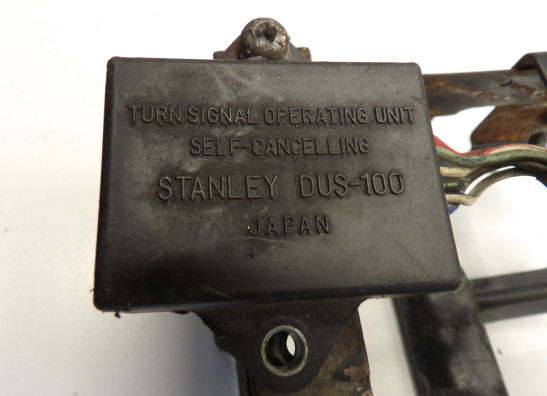 TURN SIGNAL OPERATING UNIT
SELF-CANCELLING
STANLEY DUS-100
JAPAN